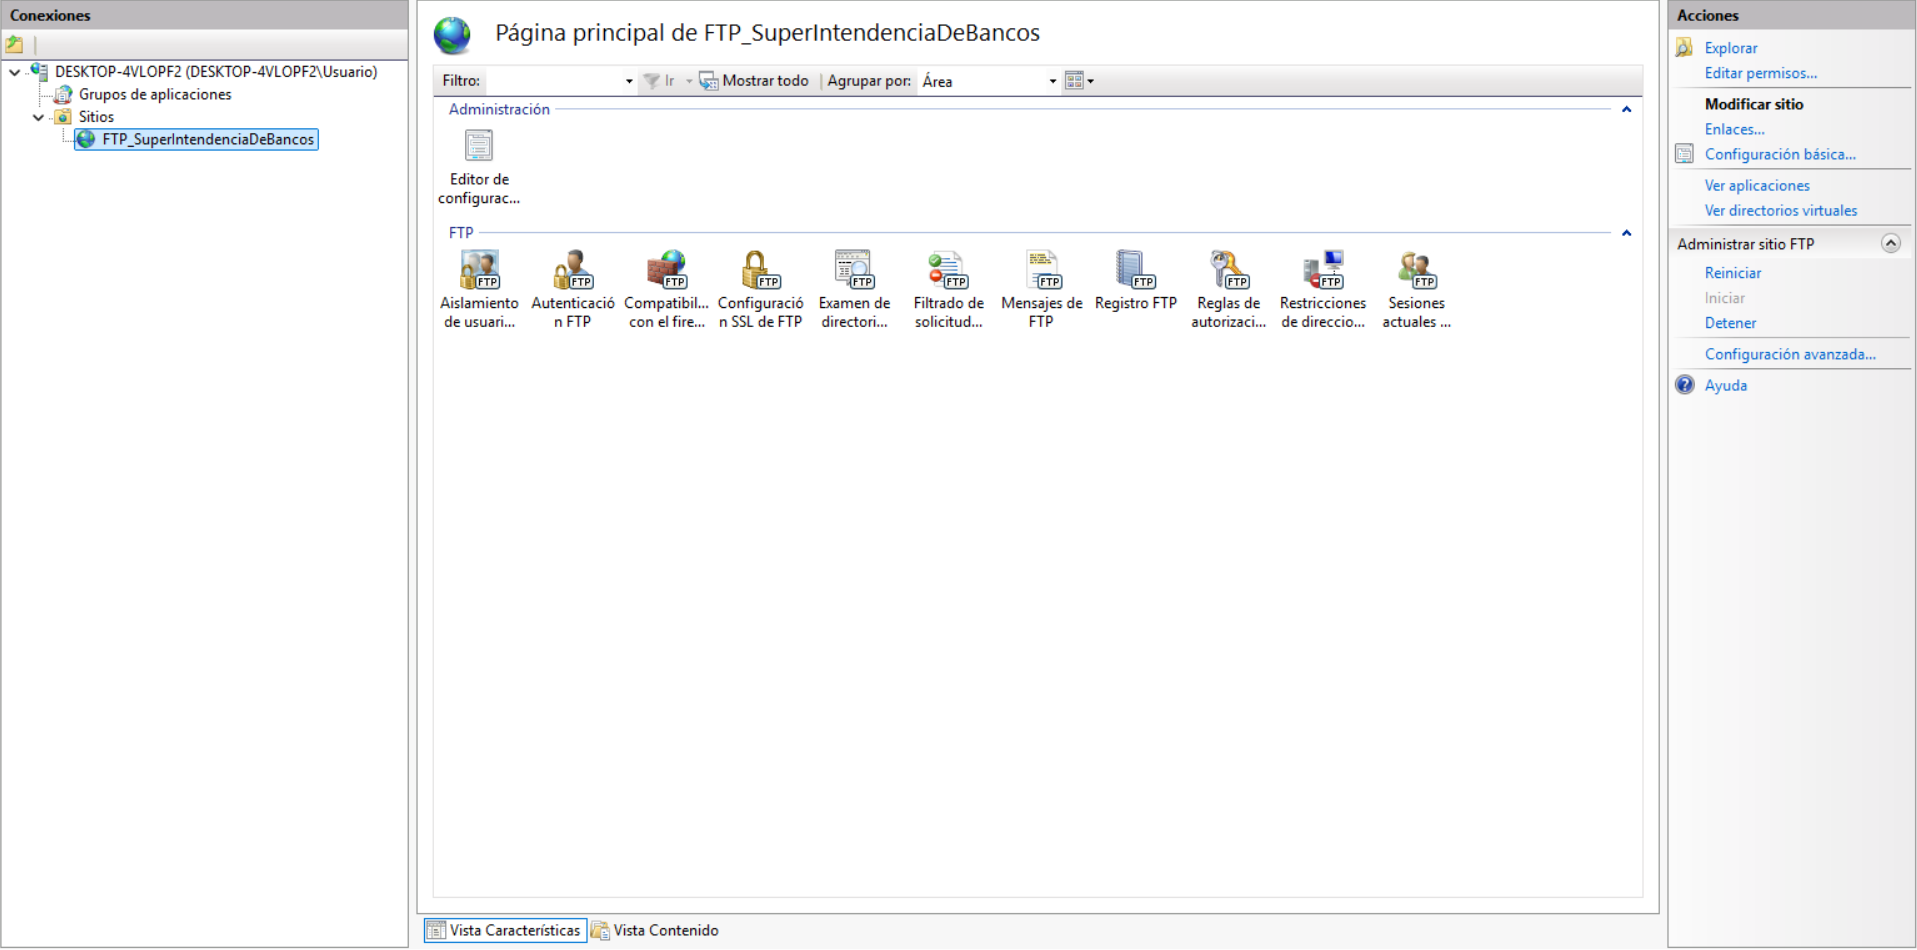 Conexiones
DESKTOP-4VLOPF2 (DESKTOP-4VLOPF2\Usuario)
Grupos de aplicaciones
Sitios
FTP_SuperIntendenciaDeBancos
Página principal de FTP_SuperIntendenciaDeBancos
Filtro: Ir Mostrar todo Agrupar por: Área
Administración
Editor de
configurac...
FTP
Aislamiento
de usuari...
Autenticació
n FTP
Compatibil...
con el fire...
Configuració
n SSL de FTP
Examen de
directori...
Filtrado de
solicitud...
Mensajes de
FTP
Registro FTP
Reglas de
autorizaci...
Restricciones
de direccio...
Sesiones
actuales ...
Vista Características Vista Contenido
Acciones
Explorar
Editar permisos...
Modificar sitio
Enlaces...
Configuración básica...
Ver aplicaciones
Ver directorios virtuales
Administrar sitio FTP
Reiniciar
Iniciar
Detener
Configuración avanzada...
Ayuda